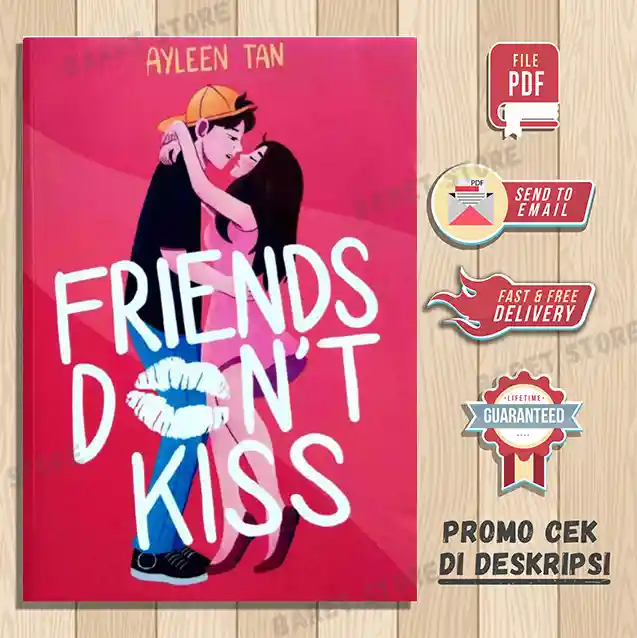 AYLEEN TAN
FRIENDS
DON'T
KISS
FILE
PDF
PDF
SEND TO
EMAIL
FAST & FREE
DELIVERY
LIFETIME
GUARANTEED
PROMO CEK
DI DESKRIPSI